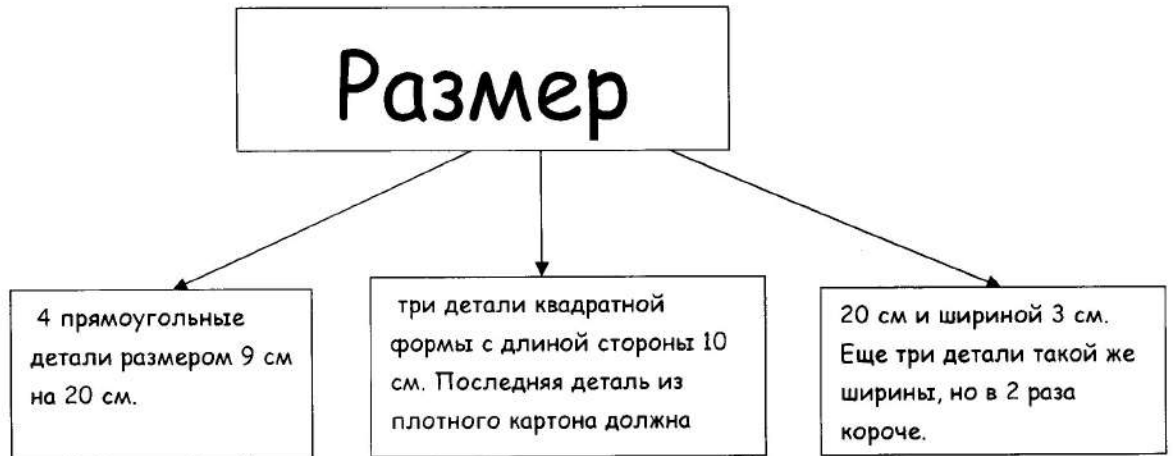 Размер
4 прямоугольные
детали размером 9 см
на 20 см.
три детали квадратной
формы с длиной стороны 10
см. Последняя деталь из
плотного картона должна
20 см и шириной 3 см.
Еще три детали такой же
ширины, но в 2 раза
короче.